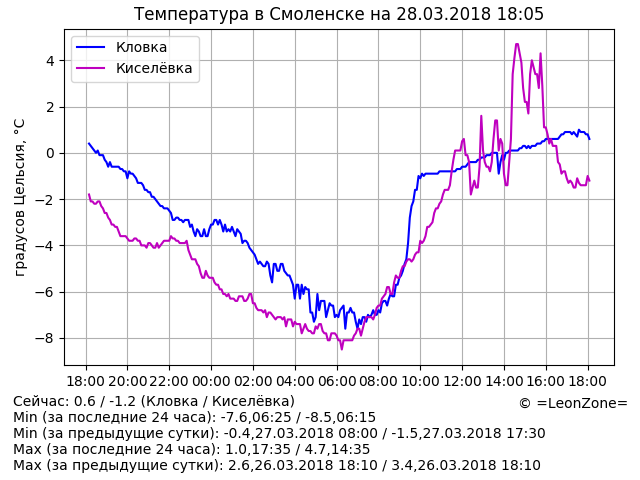 Температура в Смоленске на 28.03.2018 18:05
Кловка
Киселёвка
градусов Цельсия, °C
4
2
0
−2
−4
−6
−8
18:00 20:00 22:00 00:00 02:00 04:00 06:00 08:00 10:00 12:00 14:00 16:00 18:00
Сейчас: 0.6 / -1.2 (Кловка / Киселёвка)
© =LeonZone=
Min (за последние 24 часа): -7.6,06:25 / -8.5,06:15
Min (за предыдущие сутки): -0.4,27.03.2018 08:00 / -1.5,27.03.2018 17:30
Max (за последние 24 часа): 1.0,17:35 / 4.7,14:35
Max (за предыдущие сутки): 2.6,26.03.2018 18:10 / 3.4,26.03.2018 18:10